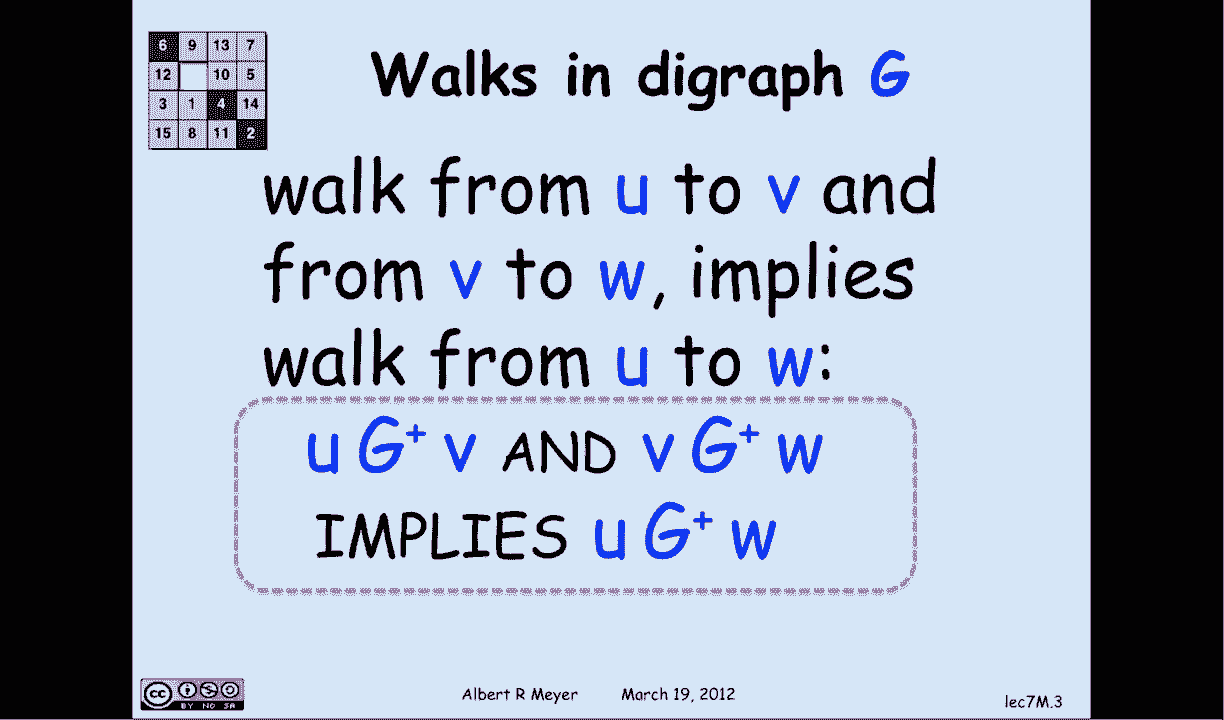 6 9 13 7
12 10 5
3 1 4 14
15 8 11 2
Walks in digraph G
walk from u to v and
from v to w, implies
walk from u to w:
u G⁺ v AND v G⁺ w
IMPLIES u G⁺ w
cc
BY NC SA
Albert R Meyer March 19, 2012
lec7M.3